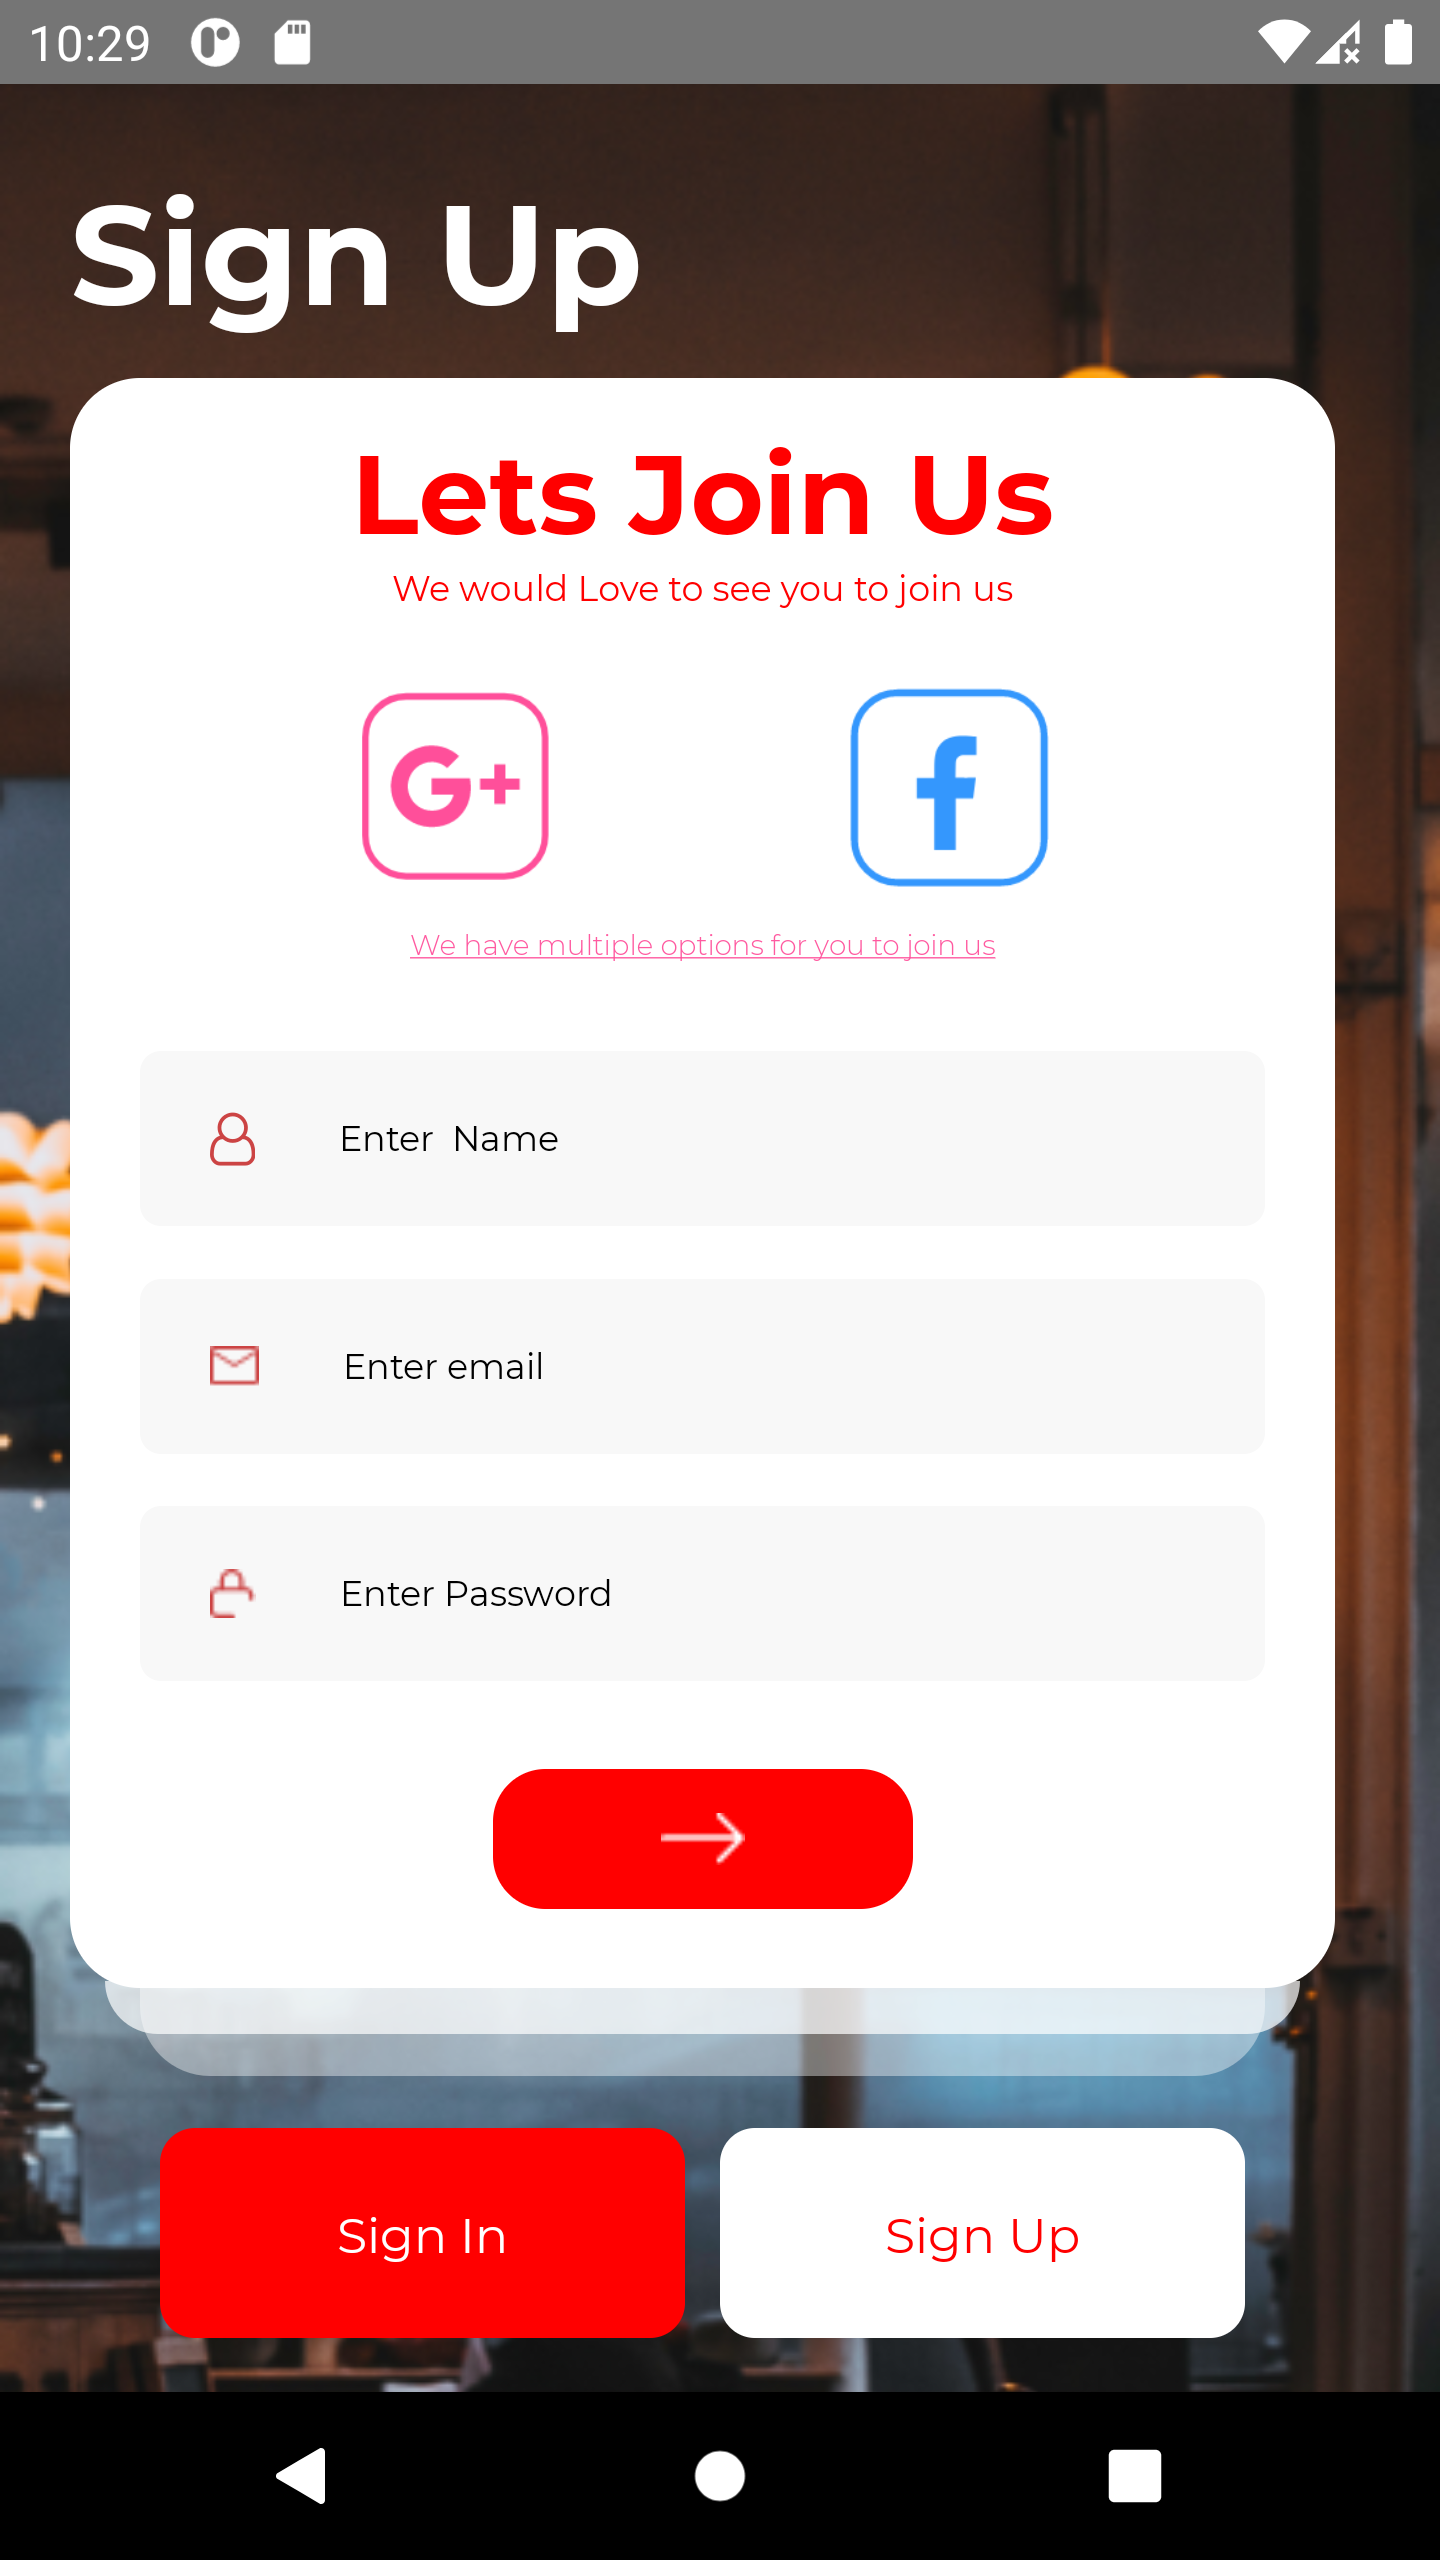 10:29
Sign Up
Lets Join Us
We would Love to see you to join us
G+ f
We have multiple options for you to join us
Enter  Name
Enter email
Enter Password
Sign In
Sign Up